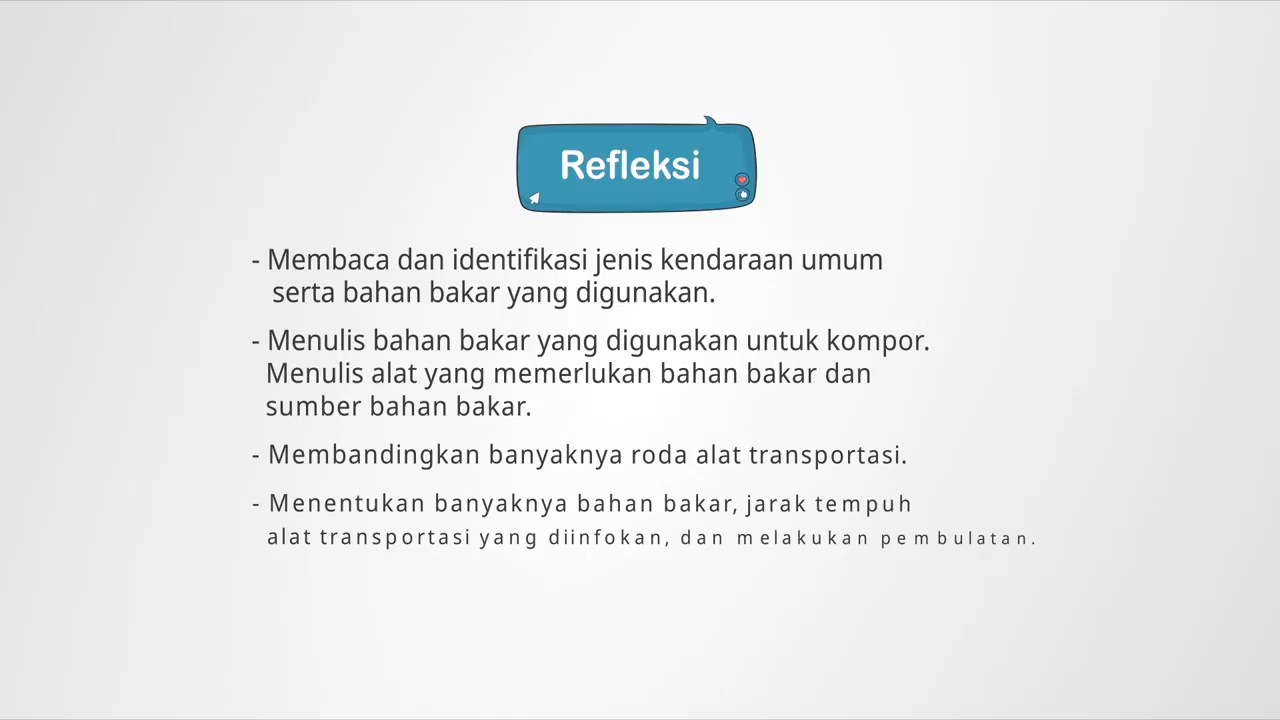 Refleksi
- Membaca dan identifikasi jenis kendaraan umum
serta bahan bakar yang digunakan.
- Menulis bahan bakar yang digunakan untuk kompor.
Menulis alat yang memerlukan bahan bakar dan
sumber bahan bakar.
- Membandingkan banyaknya roda alat transportasi.
- Menentukan banyaknya bahan bakar, jarak tempuh
alat transportasi yang diinfokan, dan melakukan pembulatan.